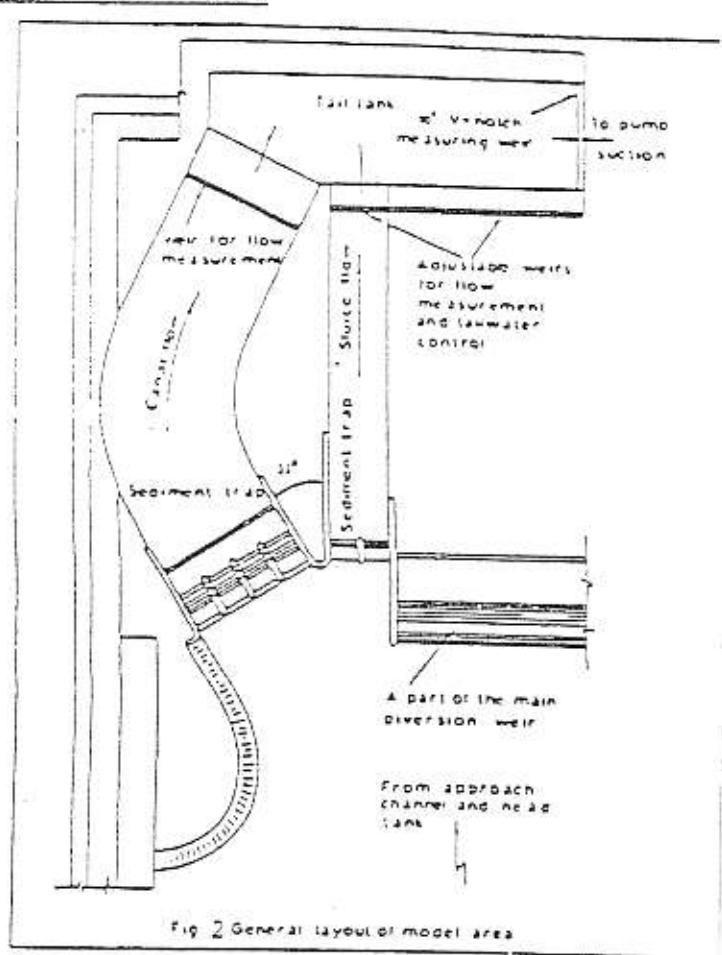 Tail tank
V-notch
measuring weir
To pump
suction
Weir for flow
measurement
Adjustable weirs
for flow
measurement
and tailwater
control
Canal flow
Sluice flow
Sediment trap
Sediment trap
A part of the main
diversion weir
From approach
channel and head
tank
Fig 2 General layout of model area